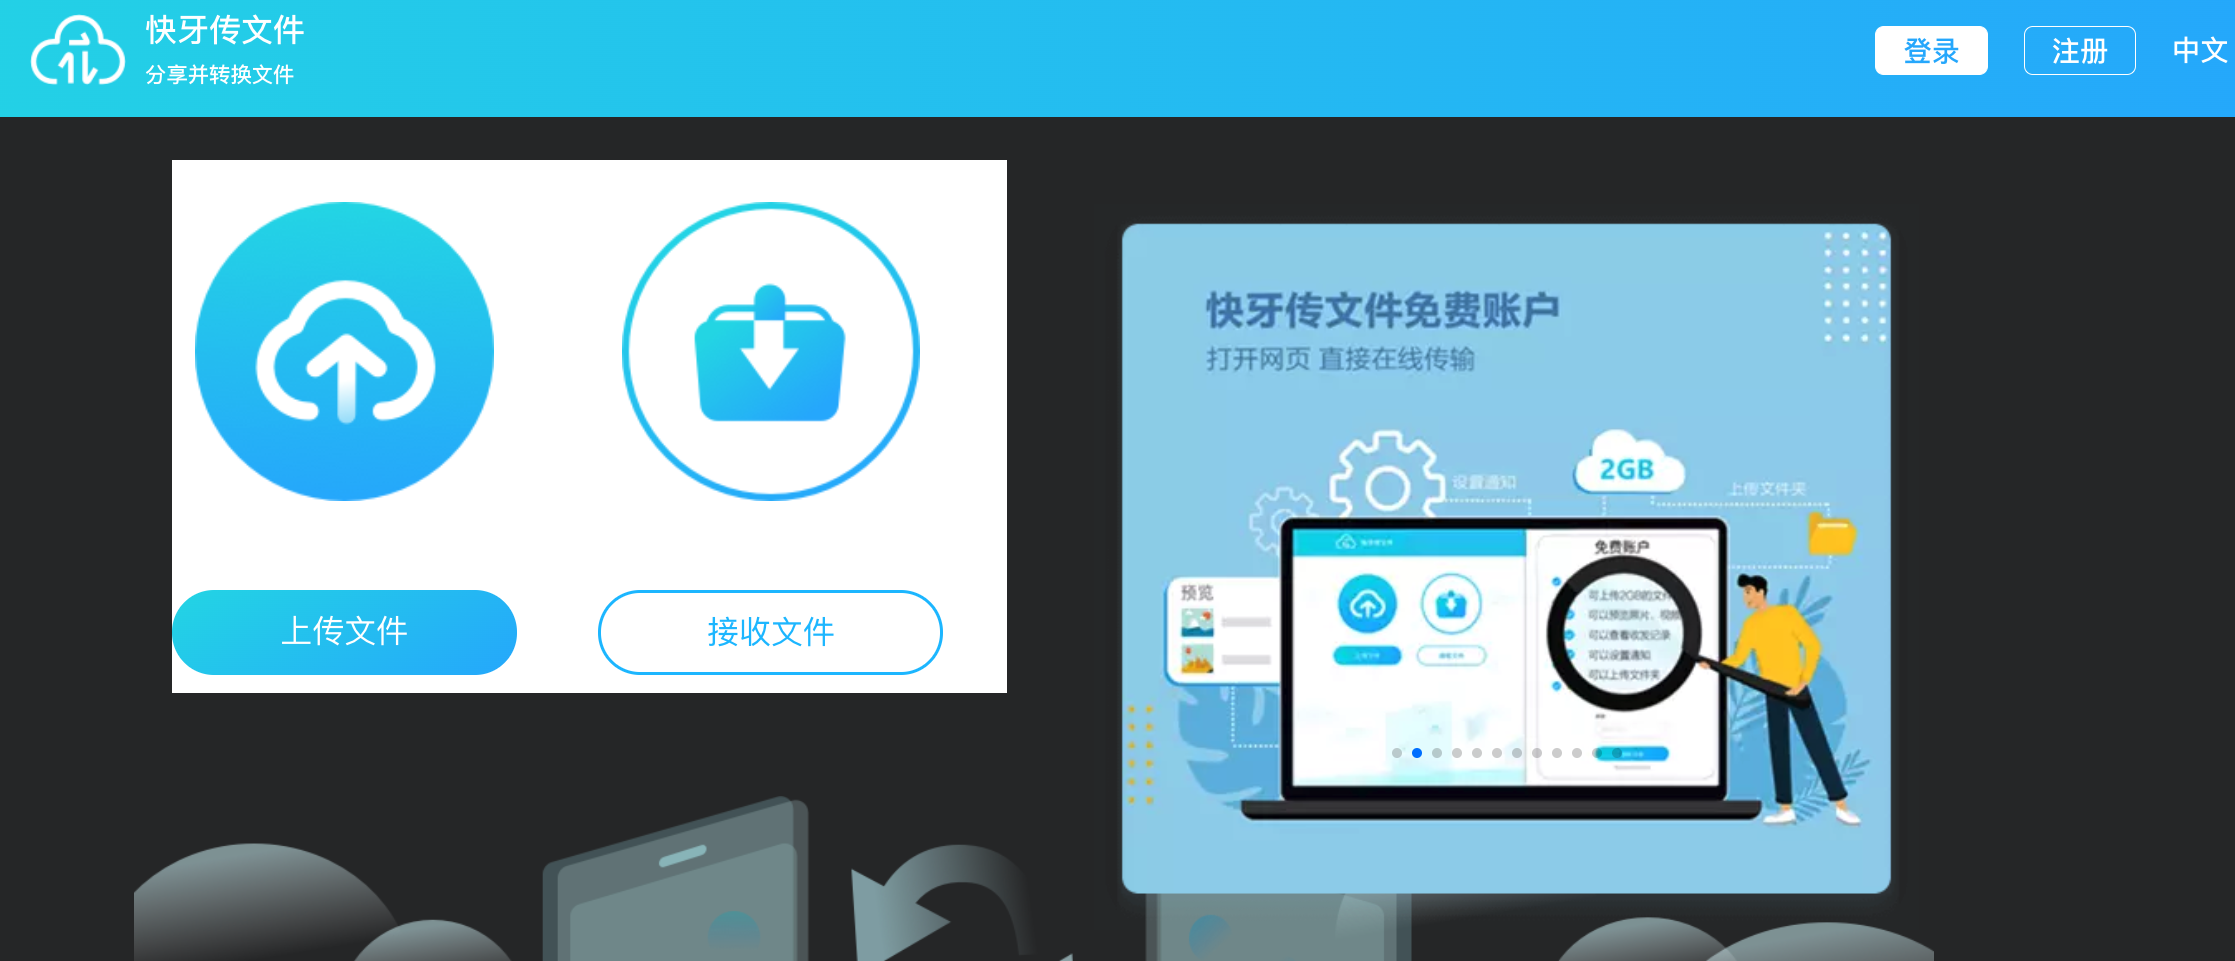 快牙传文件
分享并转换文件
登录
注册
中文
上传文件
接收文件
快牙传文件免费账户
打开网页 直接在线传输
设置通知
2GB
上传文件夹
免费账户
预览
可上传2GB的文件
可以预览照片、视频
可以查看收发记录
可以设置通知
可以上传文件夹